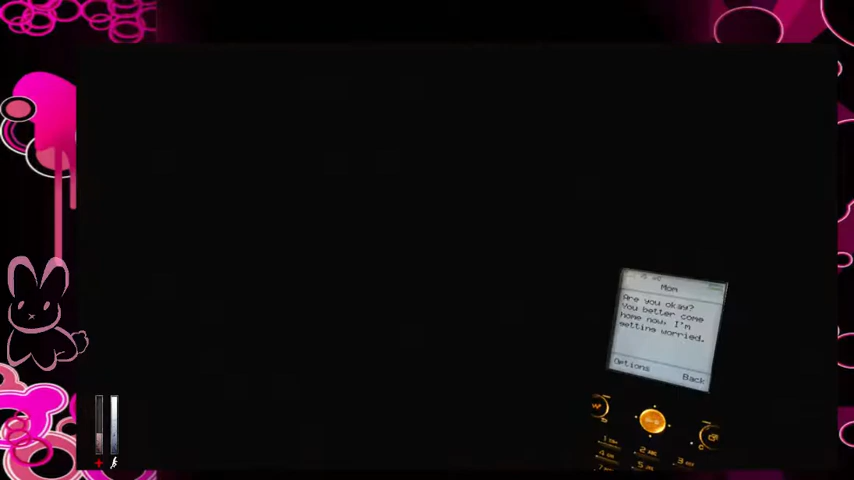 Mom
Are you okay?
You better come
home now. I'm
getting worried.
Options
Back